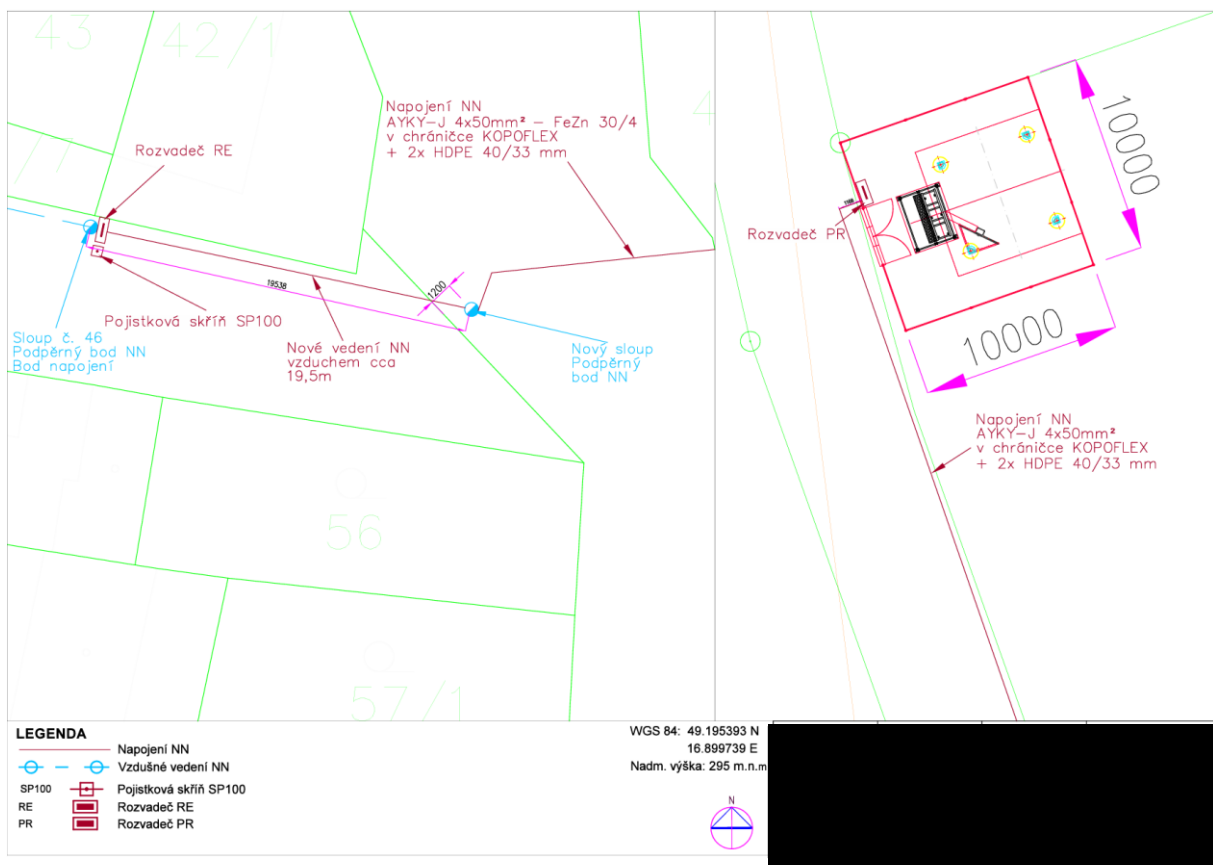 43
42/1
Napojení NN
AYKY-J 4x50mm² - FeZn 30/4
v chráničce KOPOFLEX
+ 2x HDPE 40/33 mm
Rozvaděč RE
19538
1200
Pojistková skříň SP100
Sloup č. 46
Podpěrný bod NN
Bod napojení
Nové vedení NN
vzduchem cca
19,5m
Nový sloup
Podpěrný
bod NN
56
57/1
10000
Rozvaděč PR
10000
Napojení NN
AYKY-J 4x50mm²
v chráničce KOPOFLEX
+ 2x HDPE 40/33 mm
LEGENDA
Napojení NN
Vzdušné vedení NN
SP100 Pojistková skříň SP100
RE Rozvaděč RE
PR Rozvaděč PR
WGS 84: 49.195393 N
16.899739 E
Nadm. výška: 295 m.n.m
N